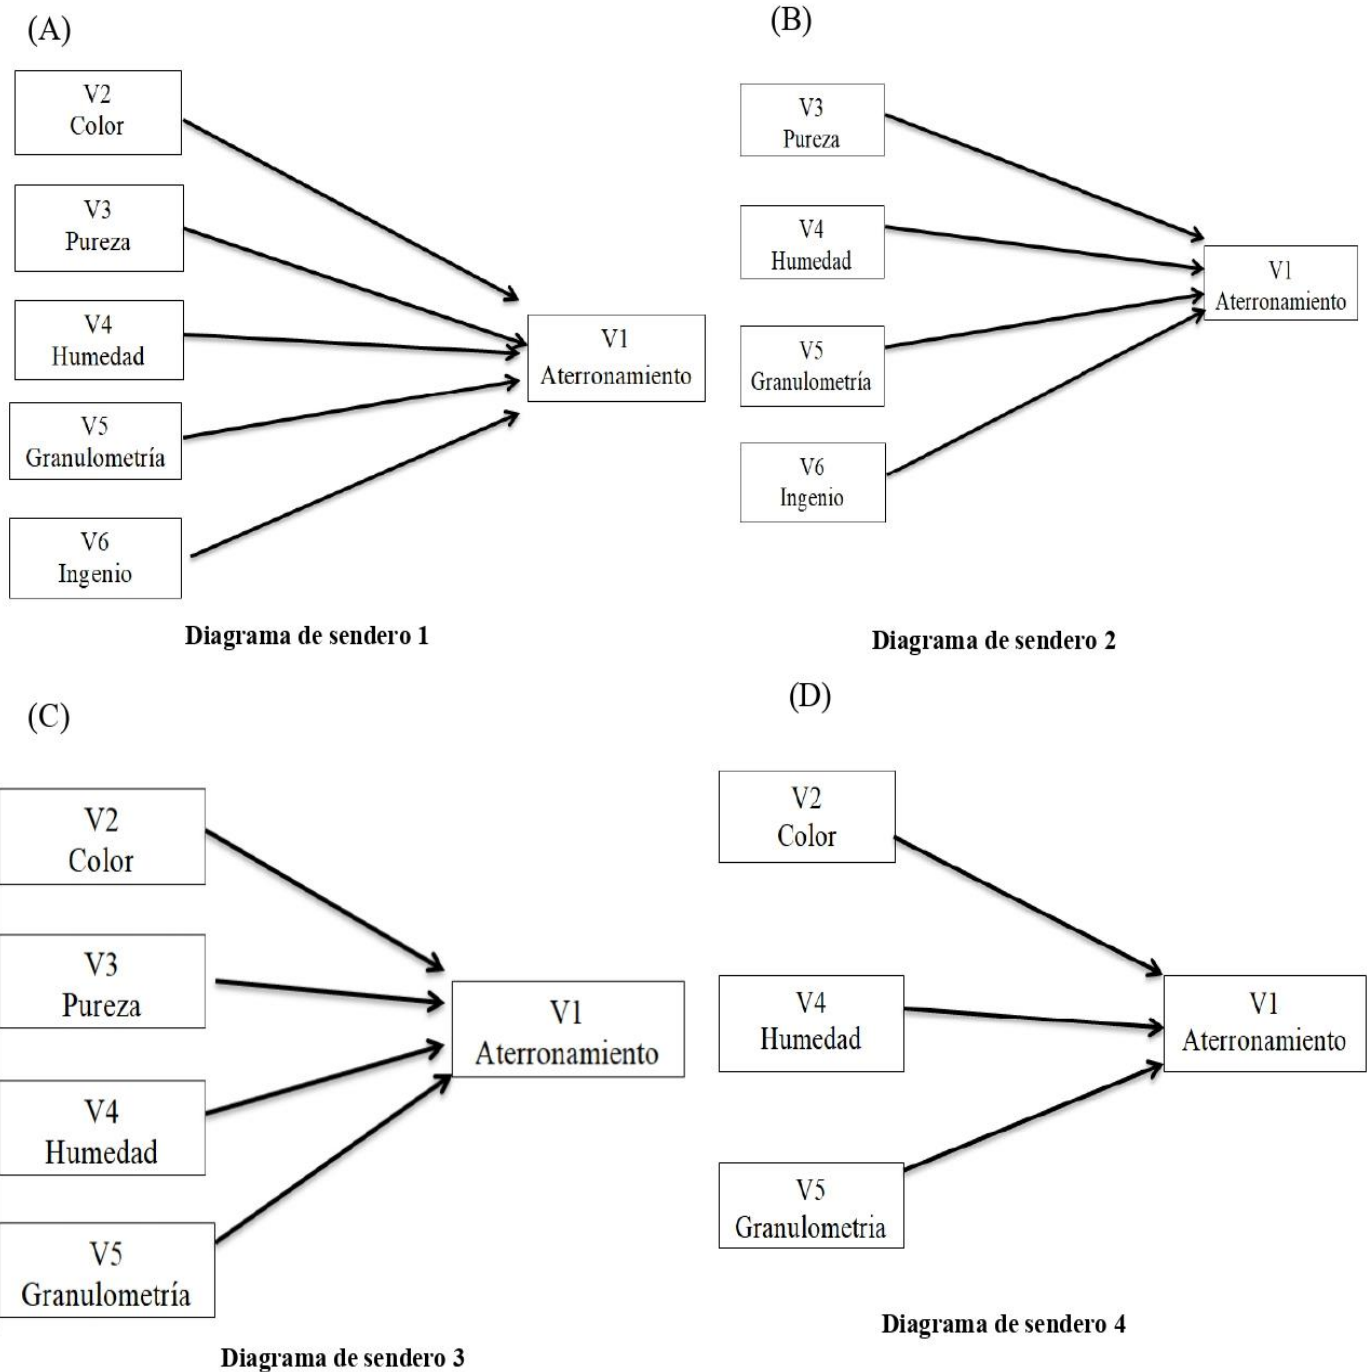 (A)
V2
Color
V3
Pureza
V4
Humedad
V5
Granulometría
V6
Ingenio
V1
Aterronamiento
Diagrama de sendero 1
(B)
V3
Pureza
V4
Humedad
V5
Granulometría
V6
Ingenio
V1
Aterronamiento
Diagrama de sendero 2
(C)
V2
Color
V3
Pureza
V4
Humedad
V5
Granulometría
V1
Aterronamiento
Diagrama de sendero 3
(D)
V2
Color
V4
Humedad
V5
Granulometria
V1
Aterronamiento
Diagrama de sendero 4